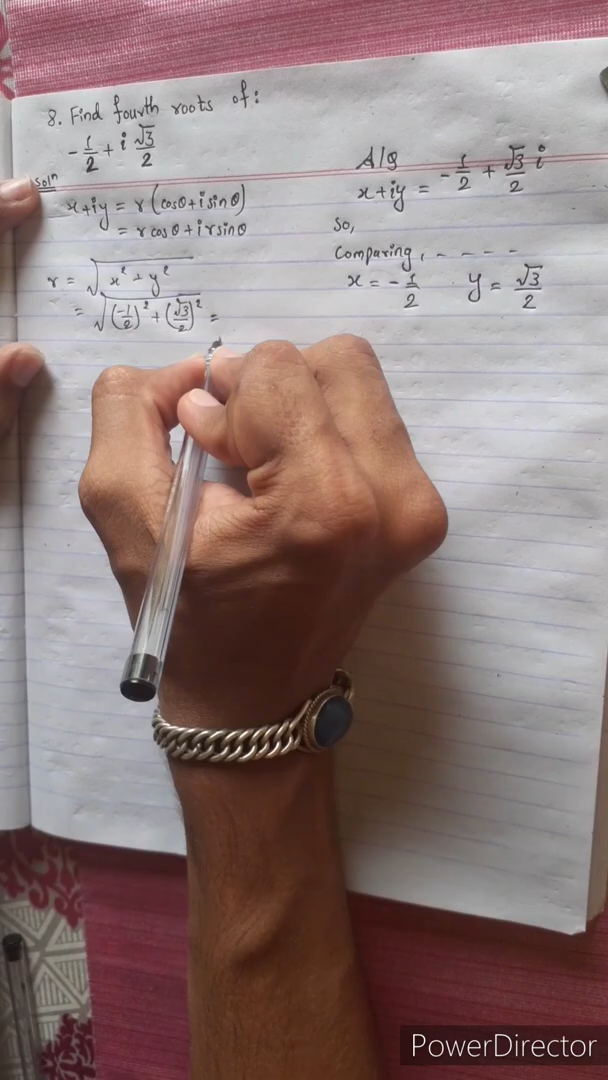 8. Find fourth roots of:
-1/2 + i √3/2
Solⁿ
x+iy = r(cosθ+i sinθ)
= r cosθ + i r sinθ
r = √(x² + y²)
= √((-1/2)² + (√3/2)²) =
A/Q
x+iy = -1/2 + √3/2 i
So,
Comparing, - - - -
x = -1/2 y = √3/2
PowerDirector